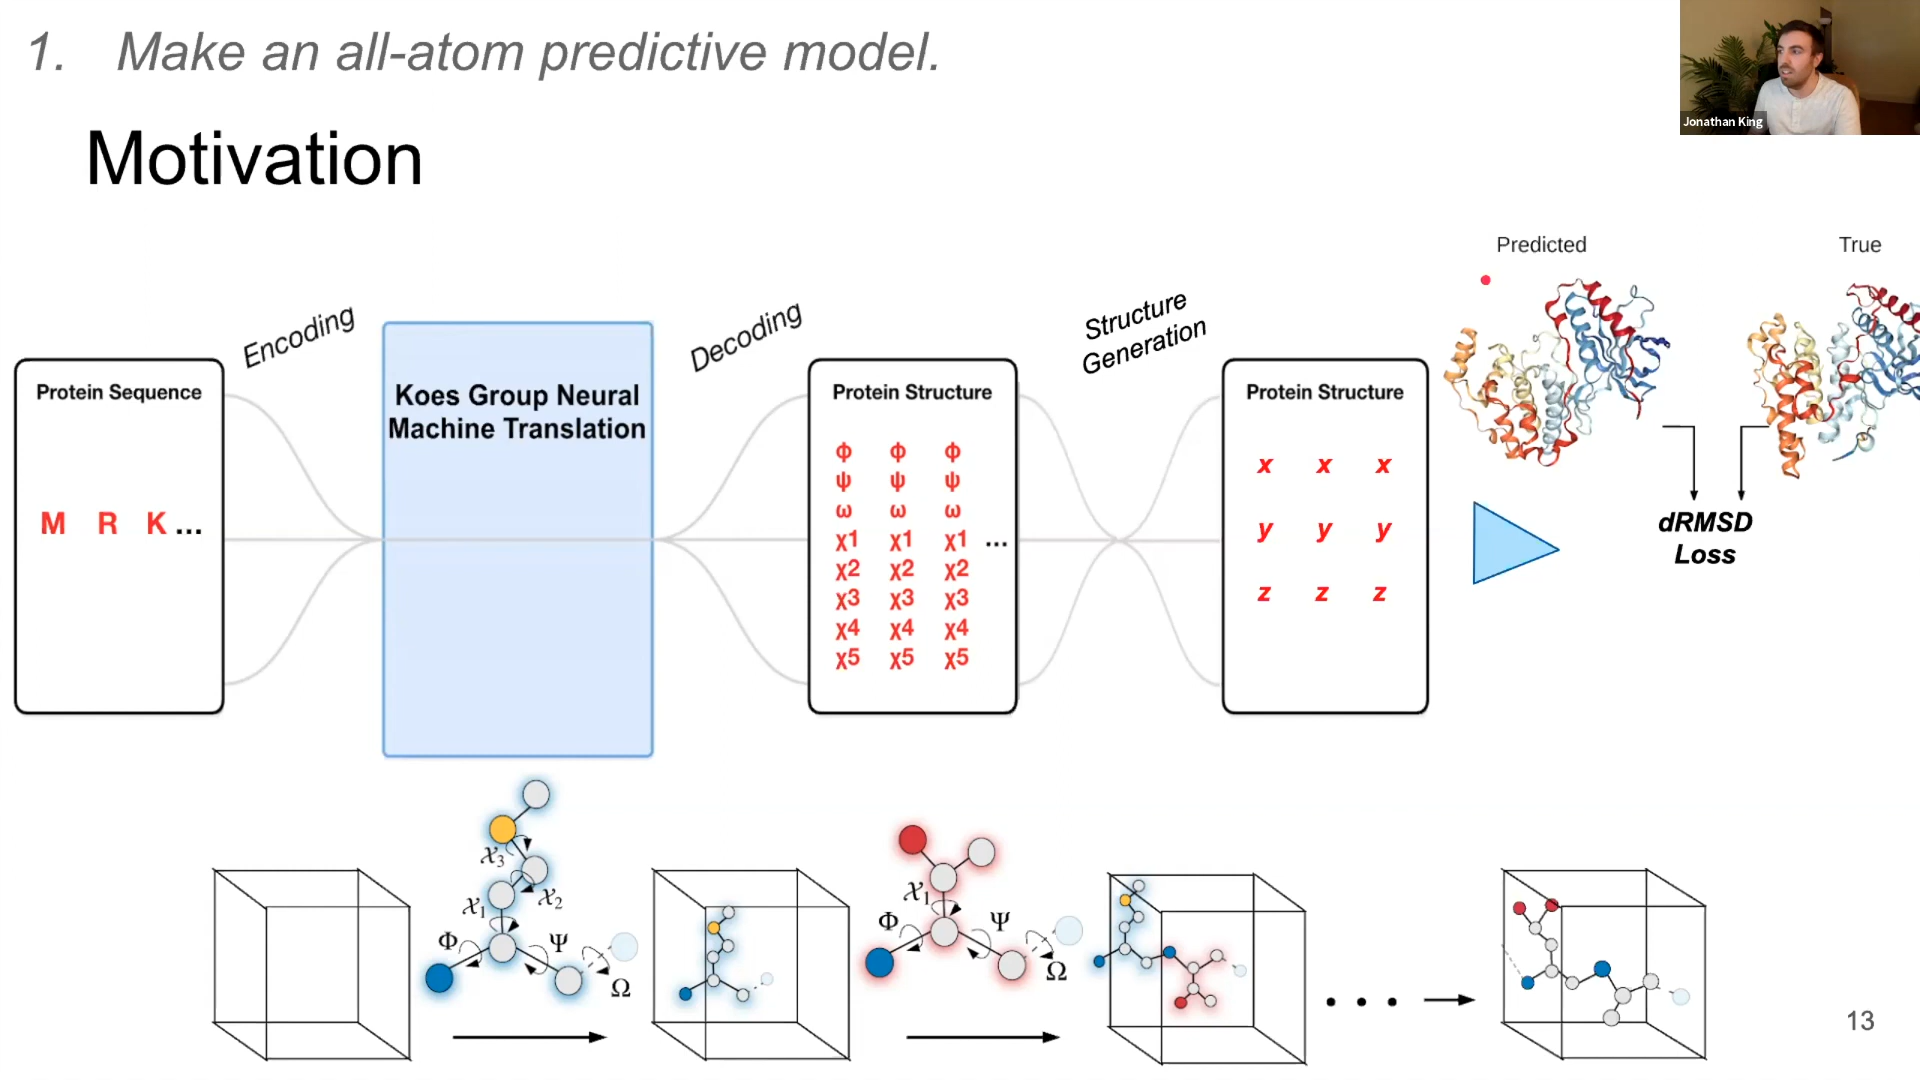 1. Make an all-atom predictive model.
Jonathan King
Motivation
Predicted
True
Encoding
Decoding
Structure
Generation
Protein Sequence
M R K ...
Koes Group Neural
Machine Translation
Protein Structure
Φ Φ Φ
ψ ψ ψ
ω ω ω
χ1 χ1 χ1 ...
χ2 χ2 χ2
χ3 χ3 χ3
χ4 χ4 χ4
χ5 χ5 χ5
Protein Structure
x x x
y y y
z z z
dRMSD
Loss
χ3
χ1 χ2
Φ Ψ
Ω
χ1
Φ Ψ
Ω
. . .
13